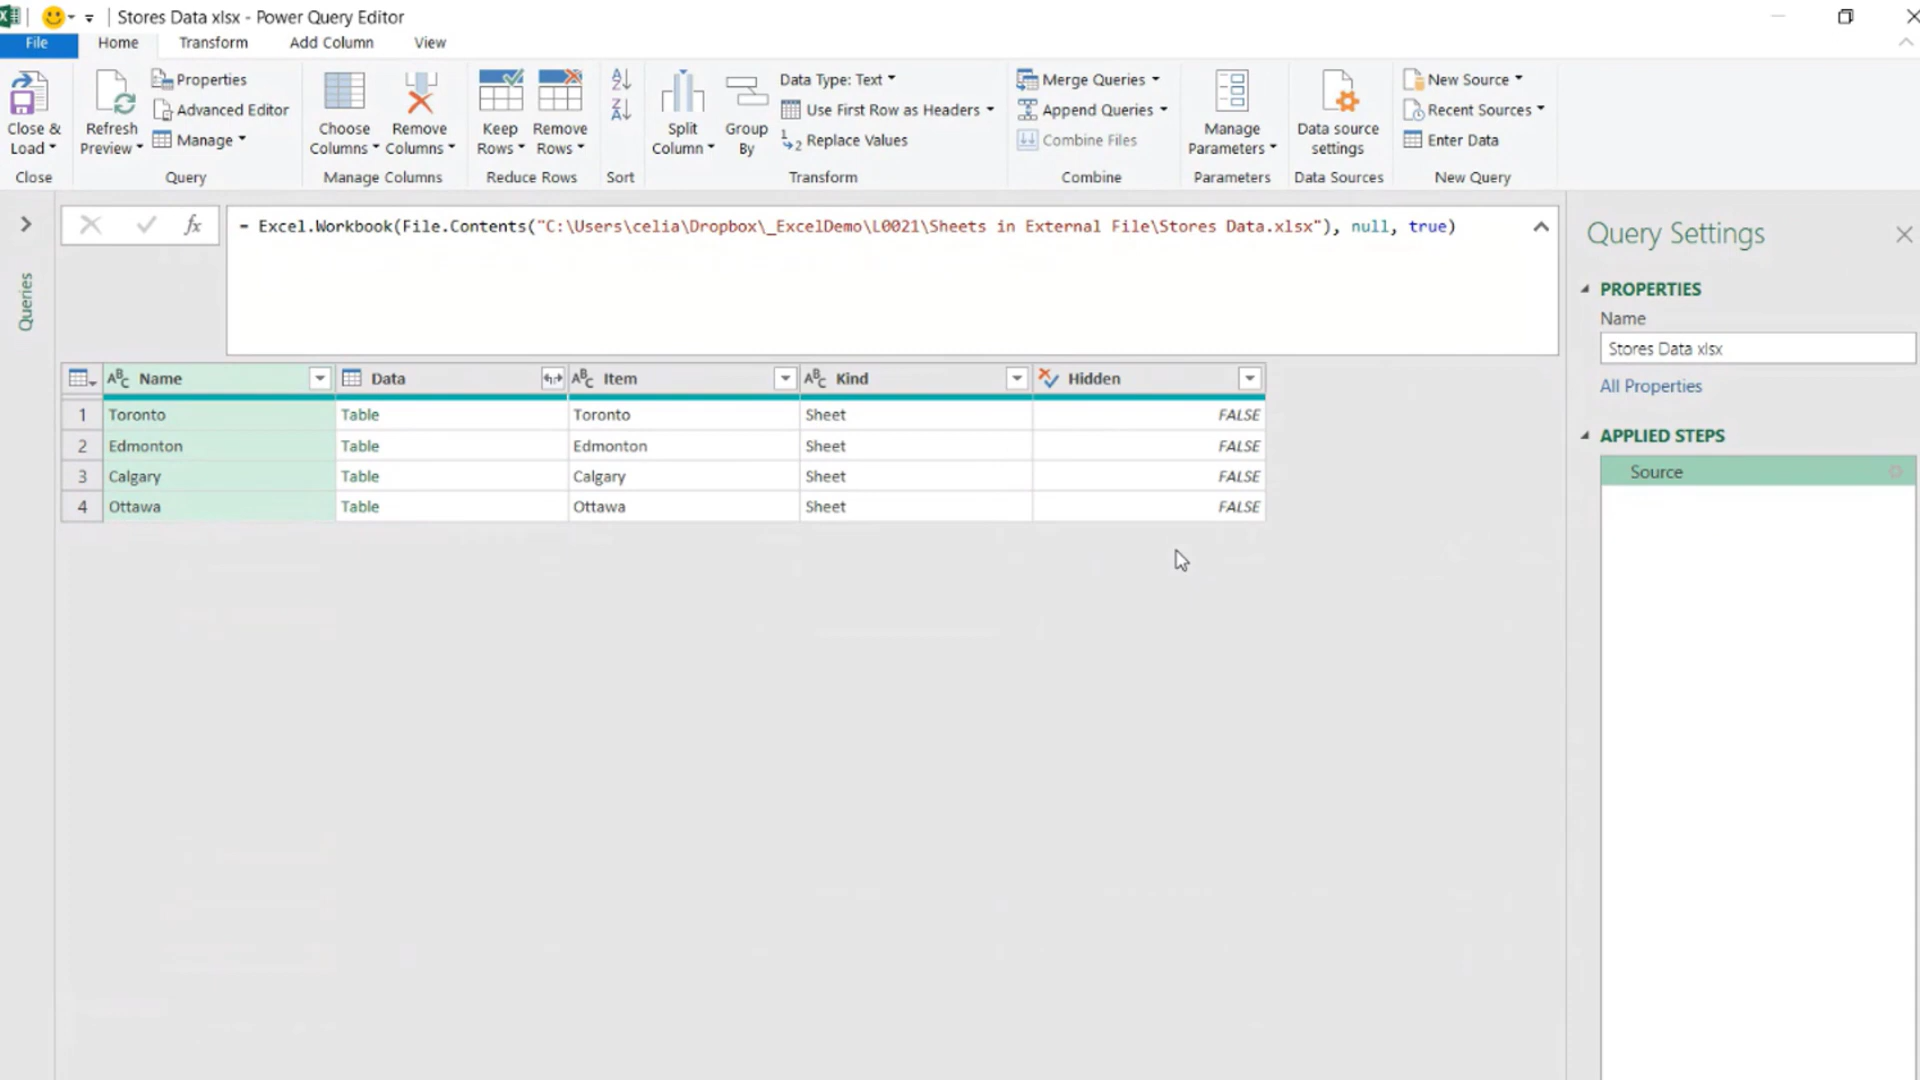 Stores Data xlsx - Power Query Editor
File Home Transform Add Column View
Close & Load
Close
Refresh Preview
Properties
Advanced Editor
Manage
Query
Choose Columns
Remove Columns
Manage Columns
Keep Rows
Remove Rows
Reduce Rows
Sort
Split Column
Group By
Data Type: Text
Use First Row as Headers
Replace Values
Transform
Merge Queries
Append Queries
Combine Files
Combine
Manage Parameters
Parameters
Data source settings
Data Sources
New Source
Recent Sources
Enter Data
New Query
Queries
fx
= Excel.Workbook(File.Contents("C:\Users\celia\Dropbox\_ExcelDemo\L0021\Sheets in External File\Stores Data.xlsx"), null, true)
Name Data Item Kind Hidden
1 Toronto Table Toronto Sheet FALSE
2 Edmonton Table Edmonton Sheet FALSE
3 Calgary Table Calgary Sheet FALSE
4 Ottawa Table Ottawa Sheet FALSE
Query Settings
PROPERTIES
Name
Stores Data xlsx
All Properties
APPLIED STEPS
Source